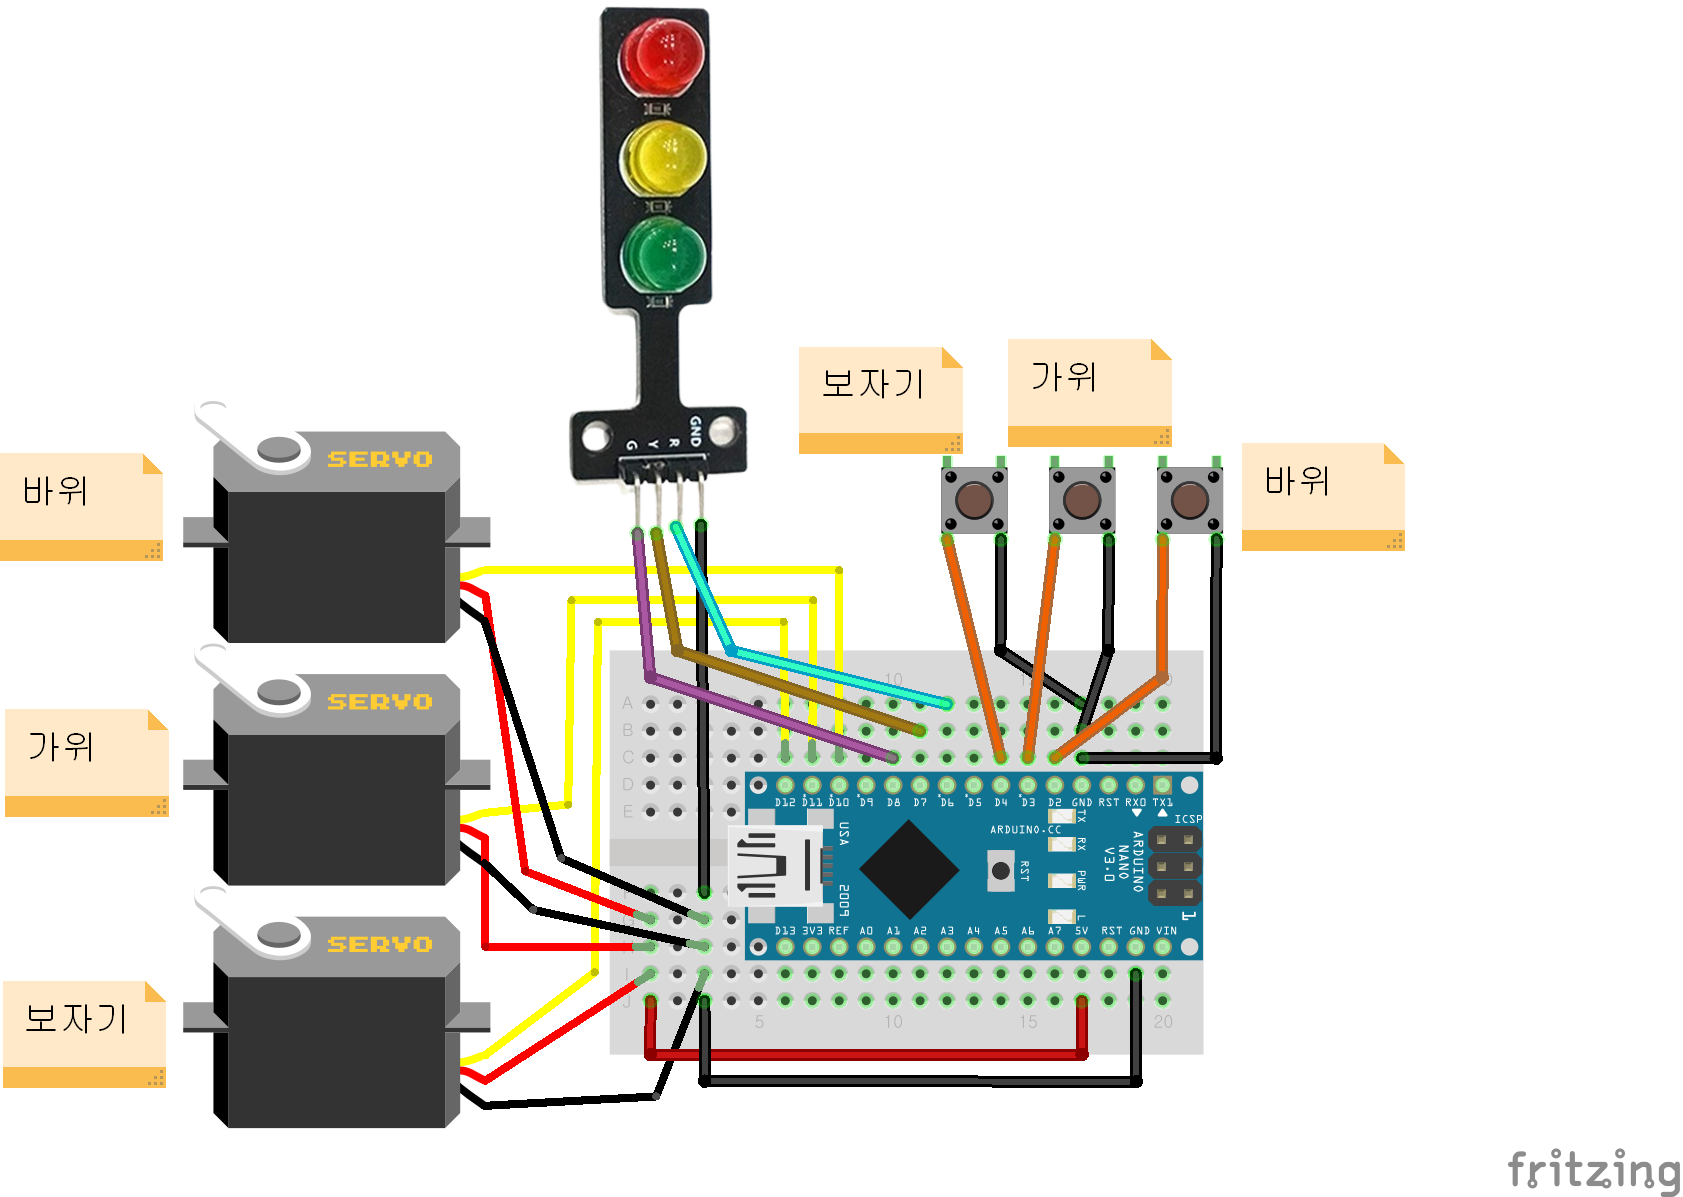 G Y R GND
보자기
가위
바위
SERVO
바위
SERVO
가위
SERVO
보자기
10
A
B
C
D
E
D12 D11 D10 D9 D8 D7 D6 D5 D4 D3 D2 GND RST RX0 TX1
USA
2009
ARDUINO.CC
RST
TX
RX
PWR
L
ARDUINO
NANO
V3.0
ICSP
1
D13 3V3 REF A0 A1 A2 A3 A4 A5 A6 A7 5V RST GND VIN
J
5 10 15 20
fritzing